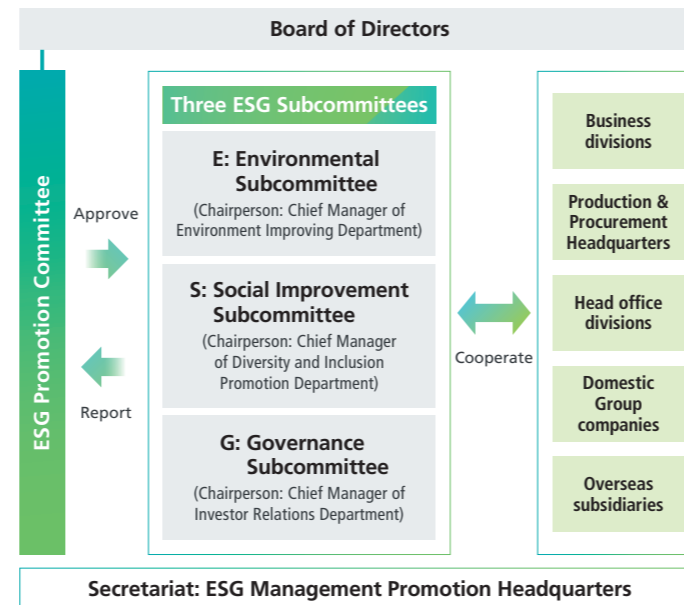 Board of Directors
ESG Promotion Committee
Approve
Report
Three ESG Subcommittees
E: Environmental
Subcommittee
(Chairperson: Chief Manager of
Environment Improving Department)
S: Social Improvement
Subcommittee
(Chairperson: Chief Manager
of Diversity and Inclusion
Promotion Department)
G: Governance
Subcommittee
(Chairperson: Chief Manager of
Investor Relations Department)
Cooperate
Business
divisions
Production &
Procurement
Headquarters
Head office
divisions
Domestic
Group
companies
Overseas
subsidiaries
Secretariat: ESG Management Promotion Headquarters